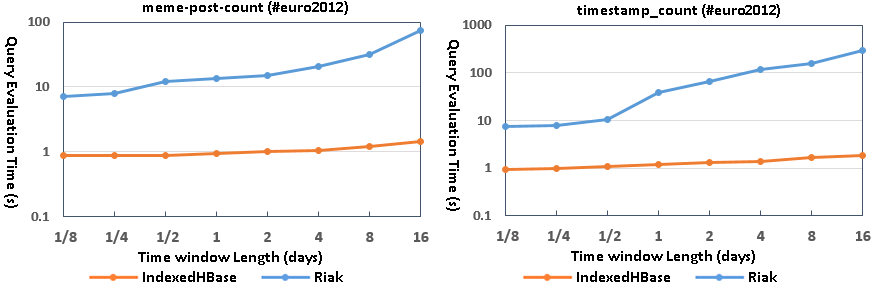 meme-post-count (#euro2012)
Query Evaluation Time (s)
100
10
1
0.1
1/8 1/4 1/2 1 2 4 8 16
Time window Length (days)
IndexedHBase Riak
timestamp_count (#euro2012)
Query Evaluation Time (s)
1000
100
10
1
0.1
1/8 1/4 1/2 1 2 4 8 16
Time window Length (days)
IndexedHBase Riak